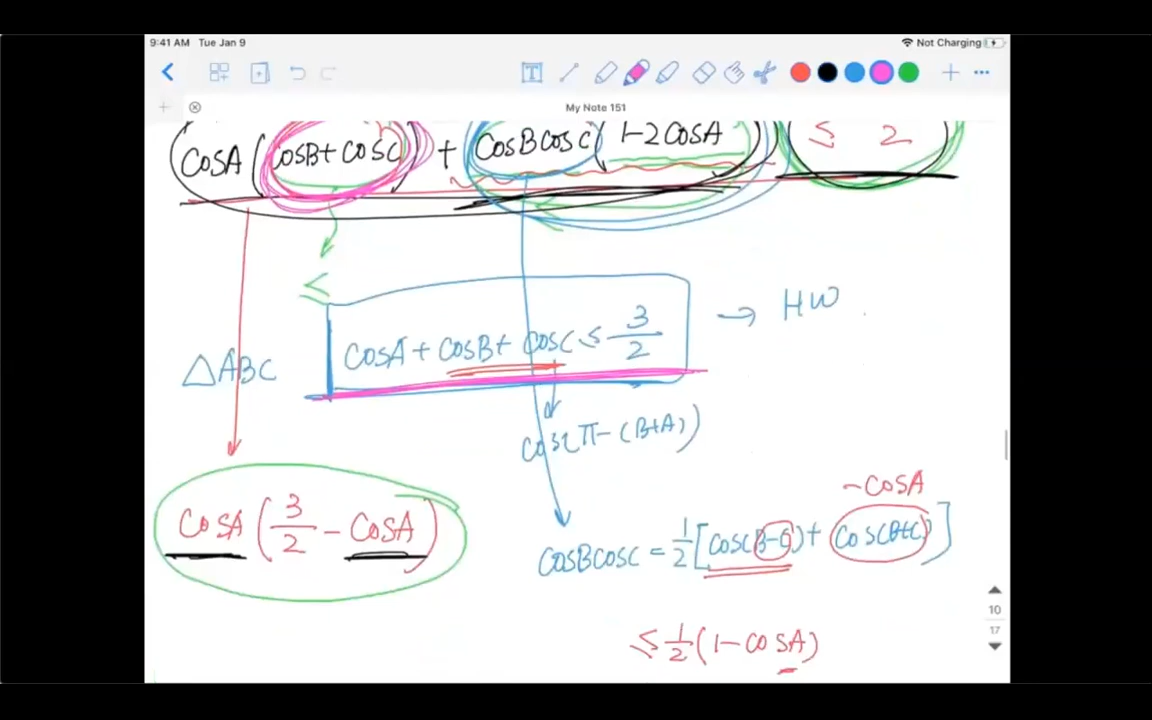 9:41 AM Tue Jan 9
Not Charging
My Note 151
cosA(cosB+cosC) + cosBcosC(1-2cosA) ≤ 2
<
cosA + cosB + cosC ≤ 3/2 → HW
△ABC
cos(π-(B+A))
-cosA
cosA(3/2 - cosA)
cosBcosC = 1/2[cos(B-C)+ cos(B+C)]
≤ 1/2(1-cosA)
10
17